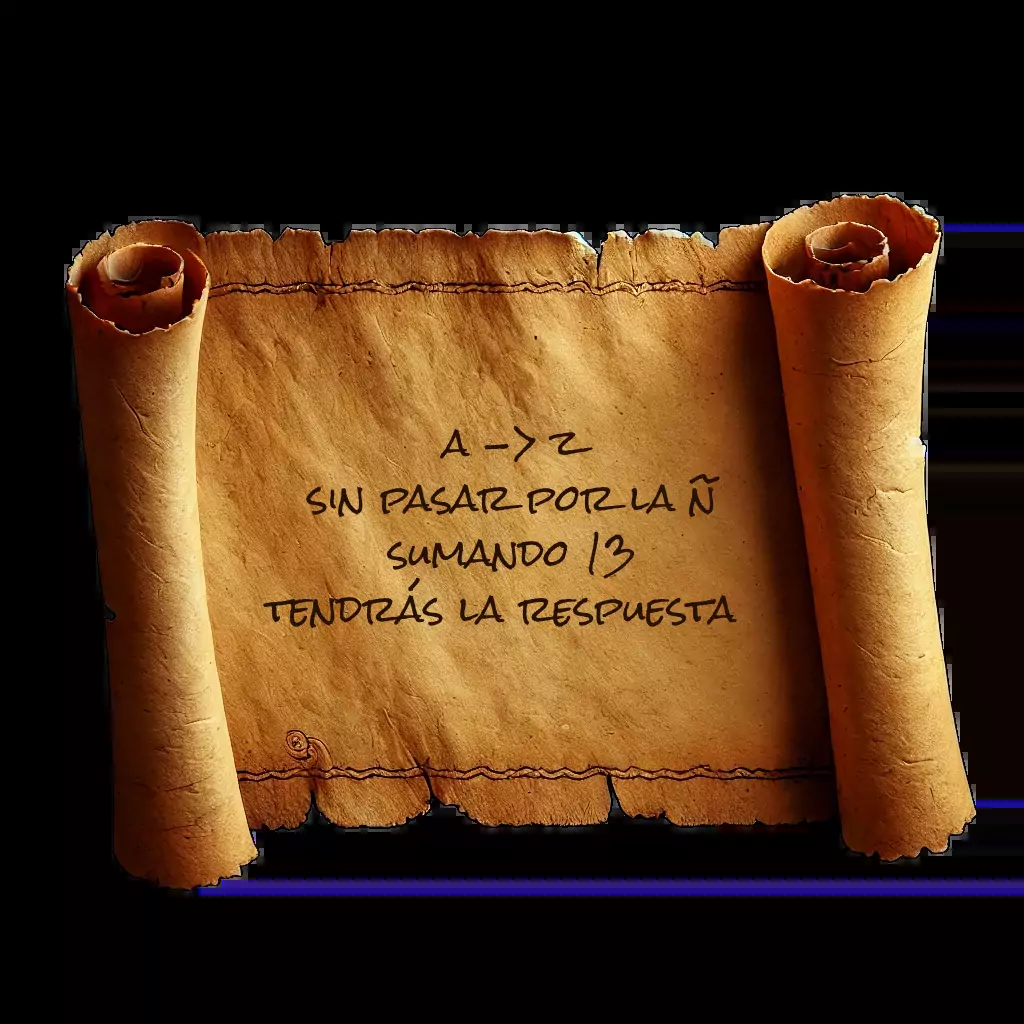 A -> Z
SIN PASAR POR LA Ñ
SUMANDO 13
TENDRÁS LA RESPUESTA